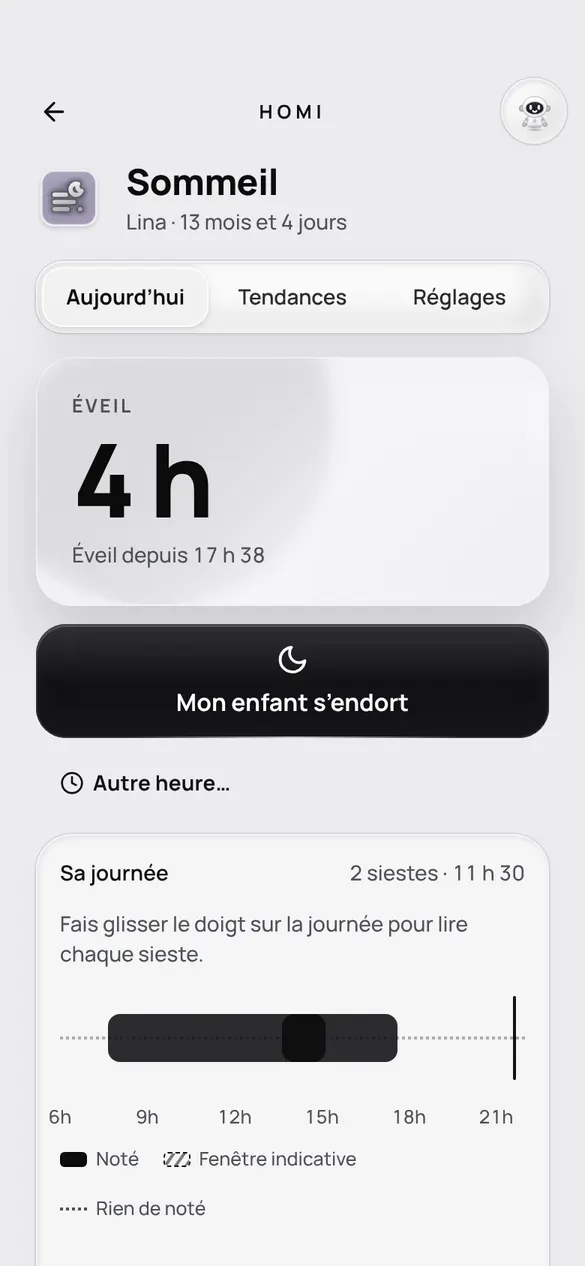 HOMI
Sommeil
Lina · 13 mois et 4 jours
Aujourd’hui
Tendances
Réglages
ÉVEIL
4 h
Éveil depuis 17 h 38
Mon enfant s’endort
Autre heure…
Sa journée
2 siestes · 11 h 30
Fais glisser le doigt sur la journée pour lire
chaque sieste.
6h 9h 12h 15h 18h 21h
Noté
Fenêtre indicative
Rien de noté